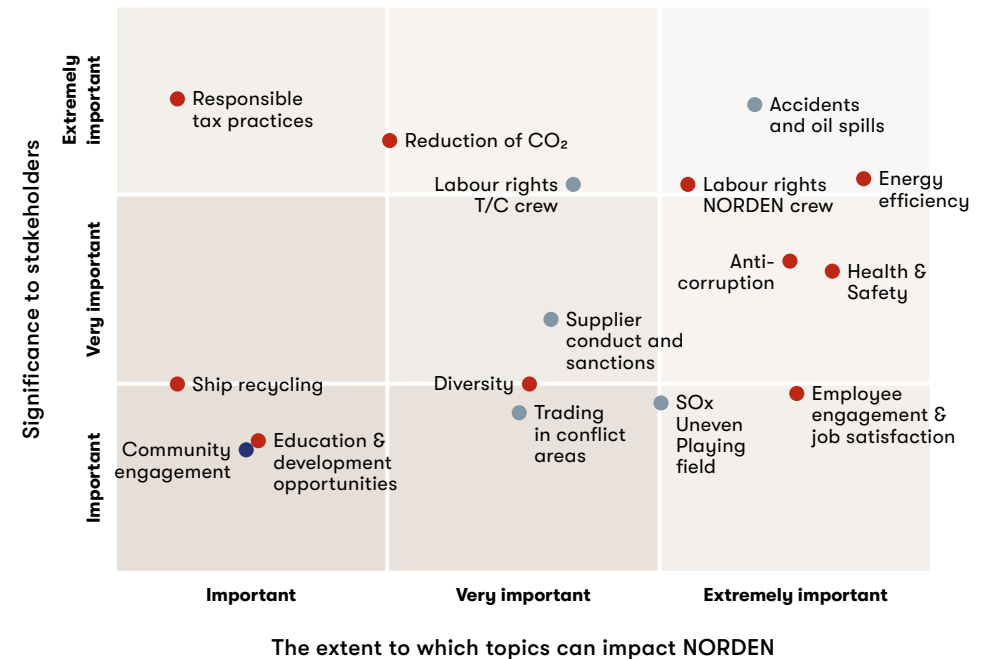 Significance to stakeholders
Extremely
important
Very important
Important
Responsible
tax practices
Reduction of CO₂
Accidents
and oil spills
Labour rights
T/C crew
Labour rights
NORDEN crew
Energy
efficiency
Anti-
corruption
Health &
Safety
Supplier
conduct and
sanctions
Ship recycling
Diversity
Trading
in conflict
areas
SOx
Uneven
Playing
field
Employee
engagement &
job satisfaction
Community
engagement
Education &
development
opportunities
Important
Very important
Extremely important
The extent to which topics can impact NORDEN